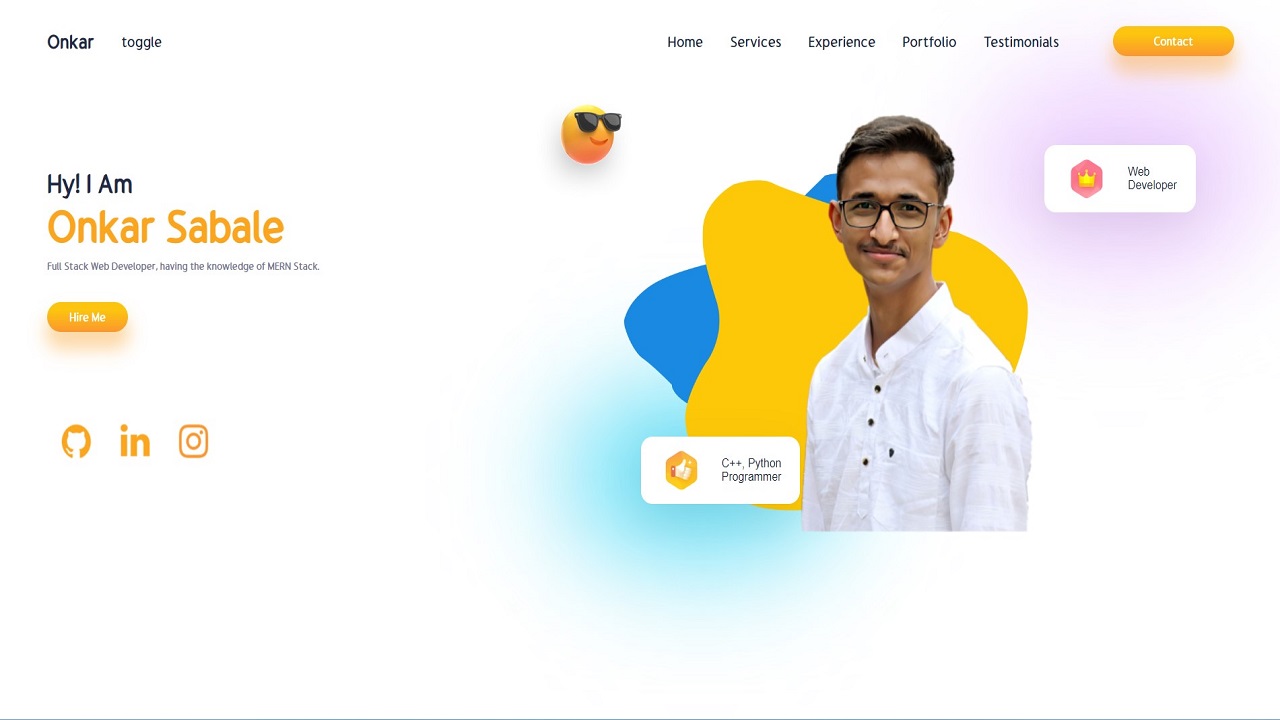 Onkar toggle Home Services Experience Portfolio Testimonials Contact
Hy! I Am
Onkar Sabale
Full Stack Web Developer, having the knowledge of MERN Stack.
Hire Me
Web
Developer
C++, Python
Programmer
in